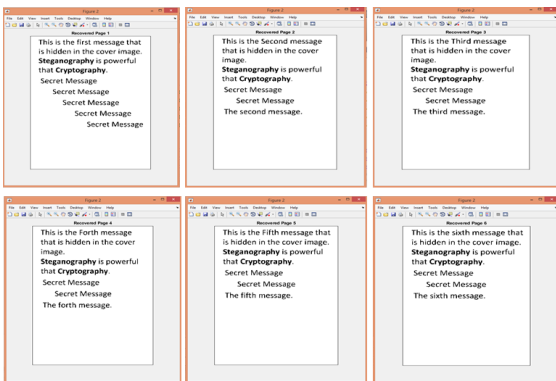 Figure 2
File Edit View Insert Tools Desktop Window Help
Recovered Page 1
This is the first message that
is hidden in the cover image.
Steganography is powerful
that Cryptography.
Secret Message
Secret Message
Secret Message
Secret Message
Secret Message
Figure 2
File Edit View Insert Tools Desktop Window Help
Recovered Page 2
This is the Second message
that is hidden in the cover
image.
Steganography is powerful
that Cryptography.
Secret Message
Secret Message
The second message.
Figure 2
File Edit View Insert Tools Desktop Window Help
Recovered Page 3
This is the Third message
that is hidden in the cover
image.
Steganography is powerful
that Cryptography.
Secret Message
Secret Message
The third message.
Figure 2
File Edit View Insert Tools Desktop Window Help
Recovered Page 4
This is the Forth message
that is hidden in the cover
image.
Steganography is powerful
that Cryptography.
Secret Message
Secret Message
The forth message.
Figure 2
File Edit View Insert Tools Desktop Window Help
Recovered Page 5
This is the Fifth message that
is hidden in the cover image.
Steganography is powerful
that Cryptography.
Secret Message
Secret Message
The fifth message.
Figure 2
File Edit View Insert Tools Desktop Window Help
Recovered Page 6
This is the sixth message that
is hidden in the cover image.
Steganography is powerful
that Cryptography.
Secret Message
Secret Message
The sixth message.